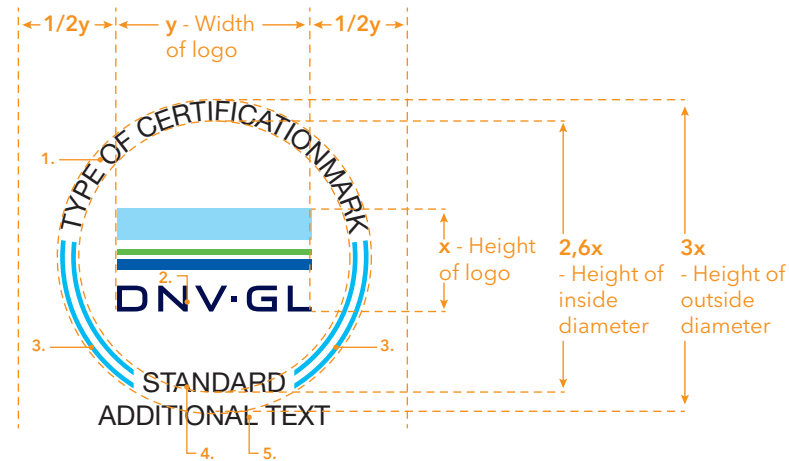 1/2y
y - Width
of logo
1/2y
TYPE OF CERTIFICATIONMARK
1.
x - Height
of logo
2,6x
- Height of
inside
diameter
3x
- Height of
outside
diameter
2.
DNV·GL
3.
3.
STANDARD
ADDITIONAL TEXT
4.
5.